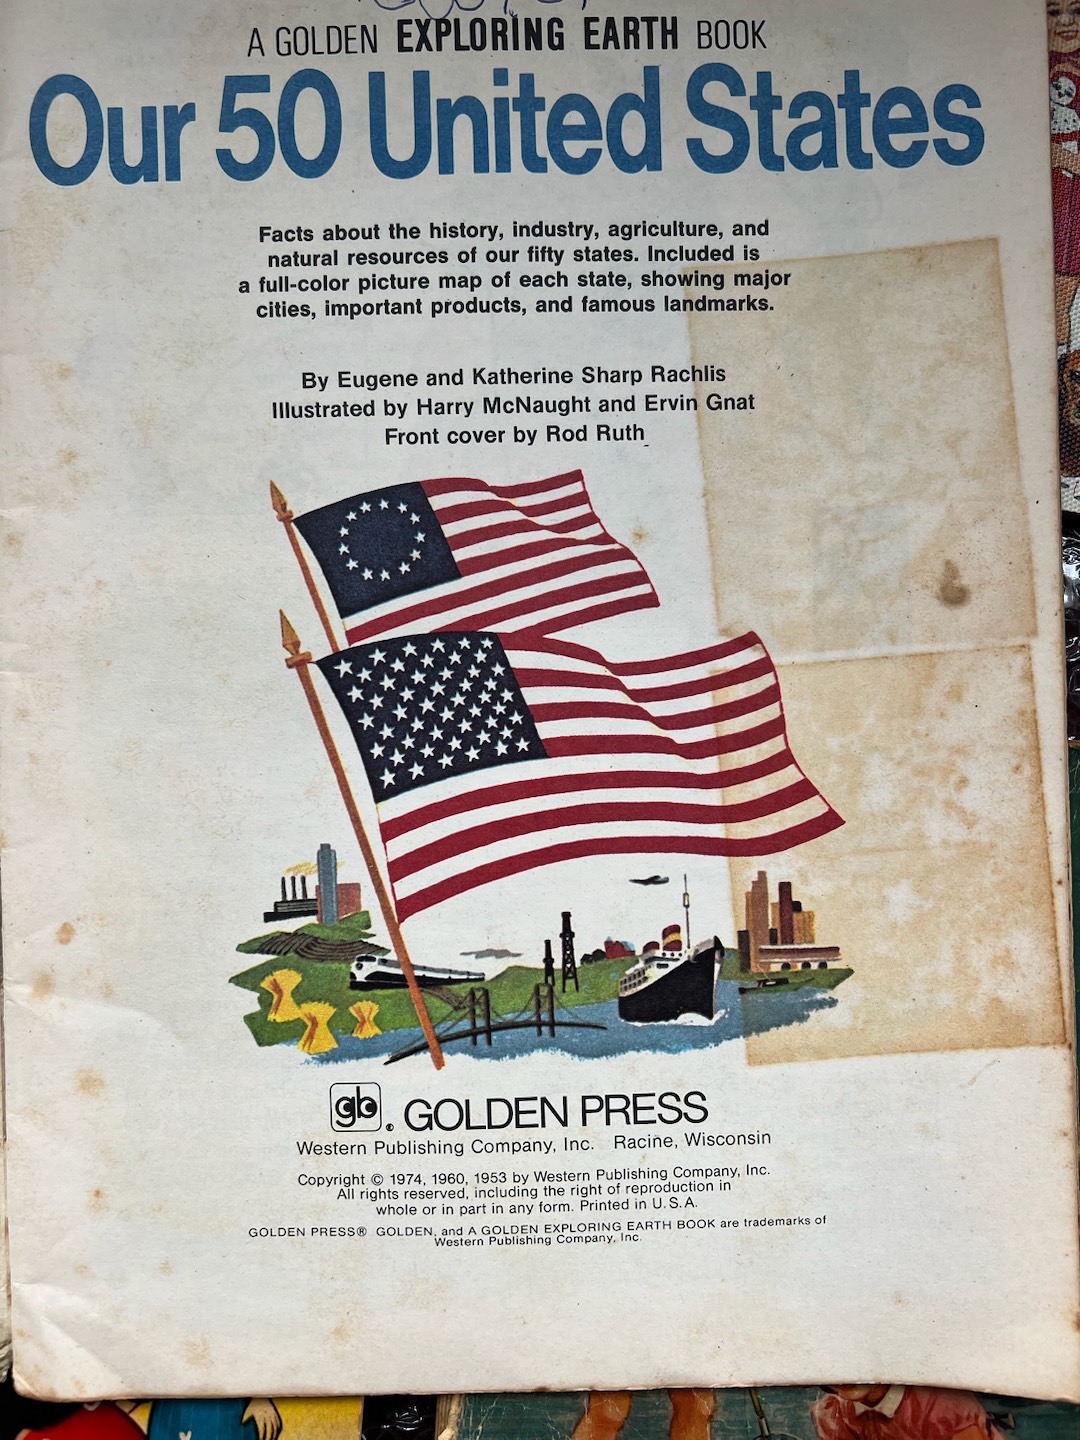 A GOLDEN EXPLORING EARTH BOOK
Our 50 United States
Facts about the history, industry, agriculture, and
natural resources of our fifty states. Included is
a full-color picture map of each state, showing major
cities, important products, and famous landmarks.
By Eugene and Katherine Sharp Rachlis
Illustrated by Harry McNaught and Ervin Gnat
Front cover by Rod Ruth
gb ® GOLDEN PRESS
Western Publishing Company, Inc. Racine, Wisconsin
Copyright © 1974, 1960, 1953 by Western Publishing Company, Inc.
All rights reserved, including the right of reproduction in
whole or in part in any form. Printed in U.S.A.
GOLDEN PRESS® GOLDEN, and A GOLDEN EXPLORING EARTH BOOK are trademarks of
Western Publishing Company, Inc.